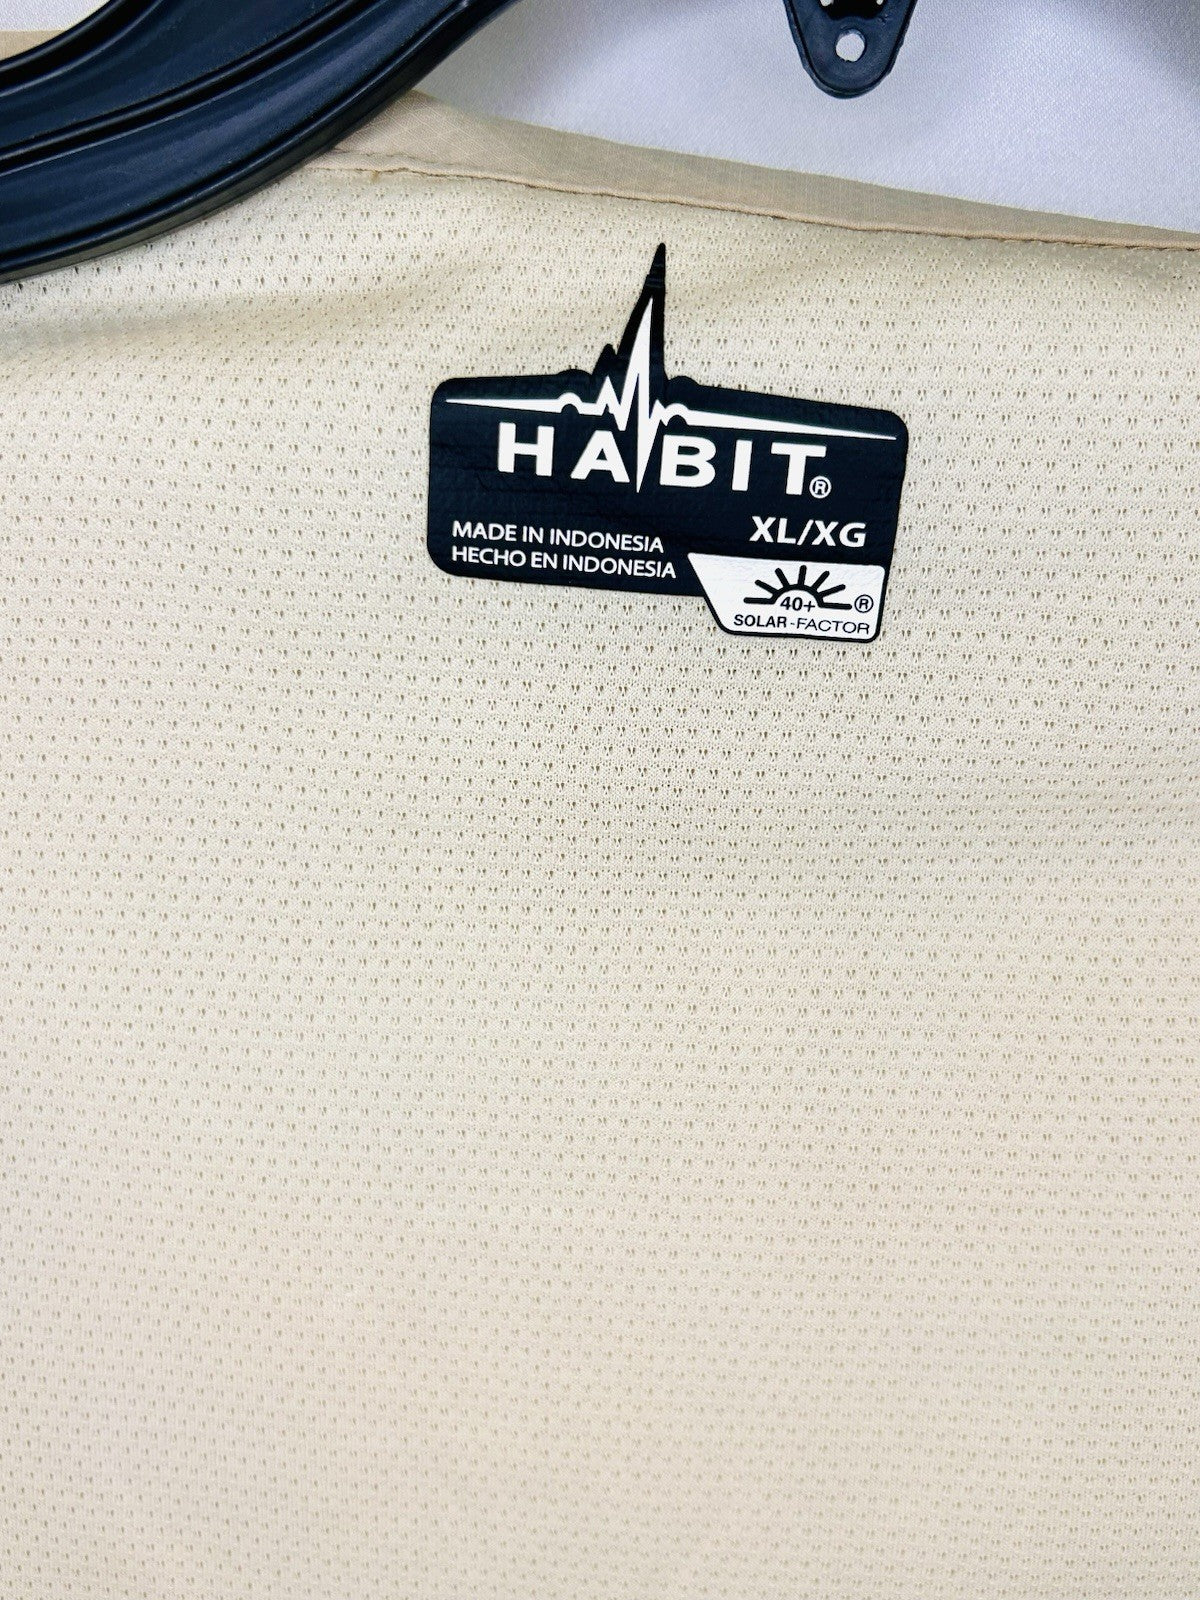 HABIT®
XL/XG
MADE IN INDONESIA
HECHO EN INDONESIA
40+ ®
SOLAR-FACTOR